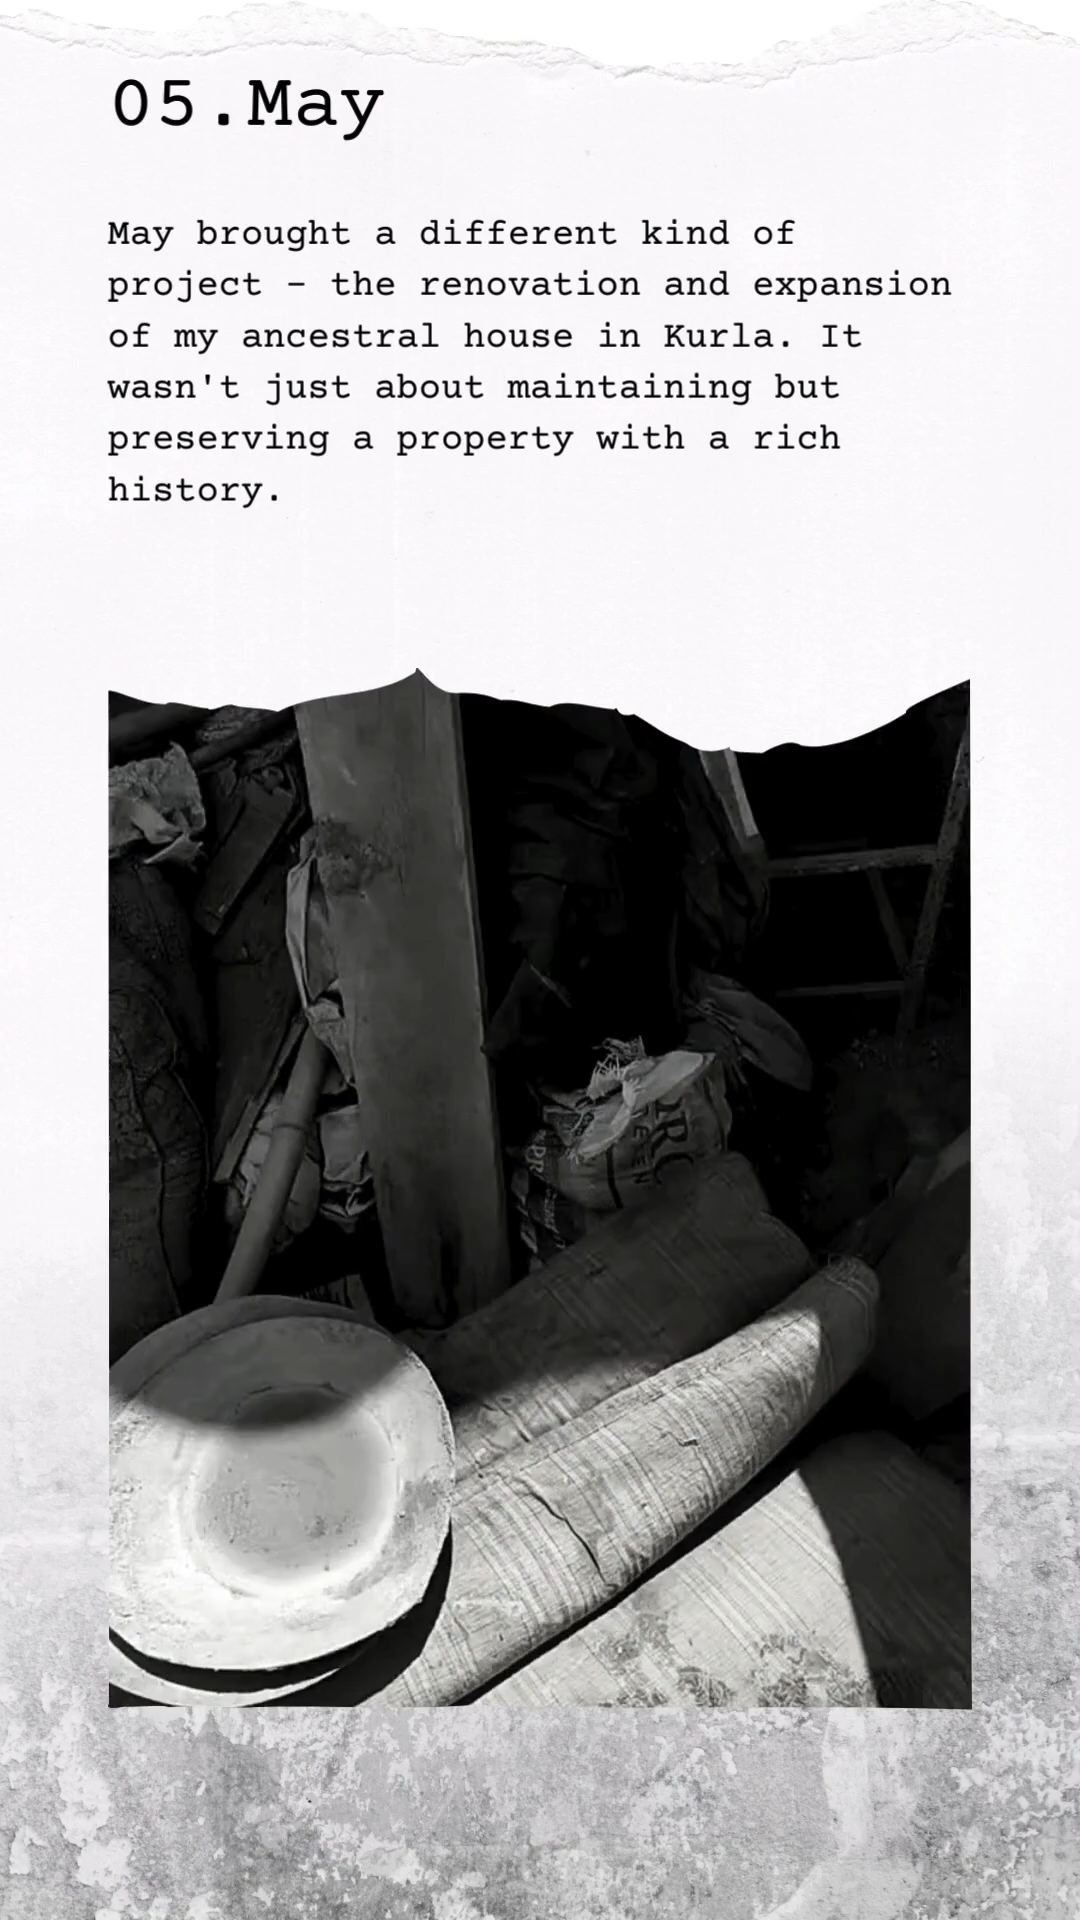 05.May
May brought a different kind of
project - the renovation and expansion
of my ancestral house in Kurla. It
wasn't just about maintaining but
preserving a property with a rich
history.